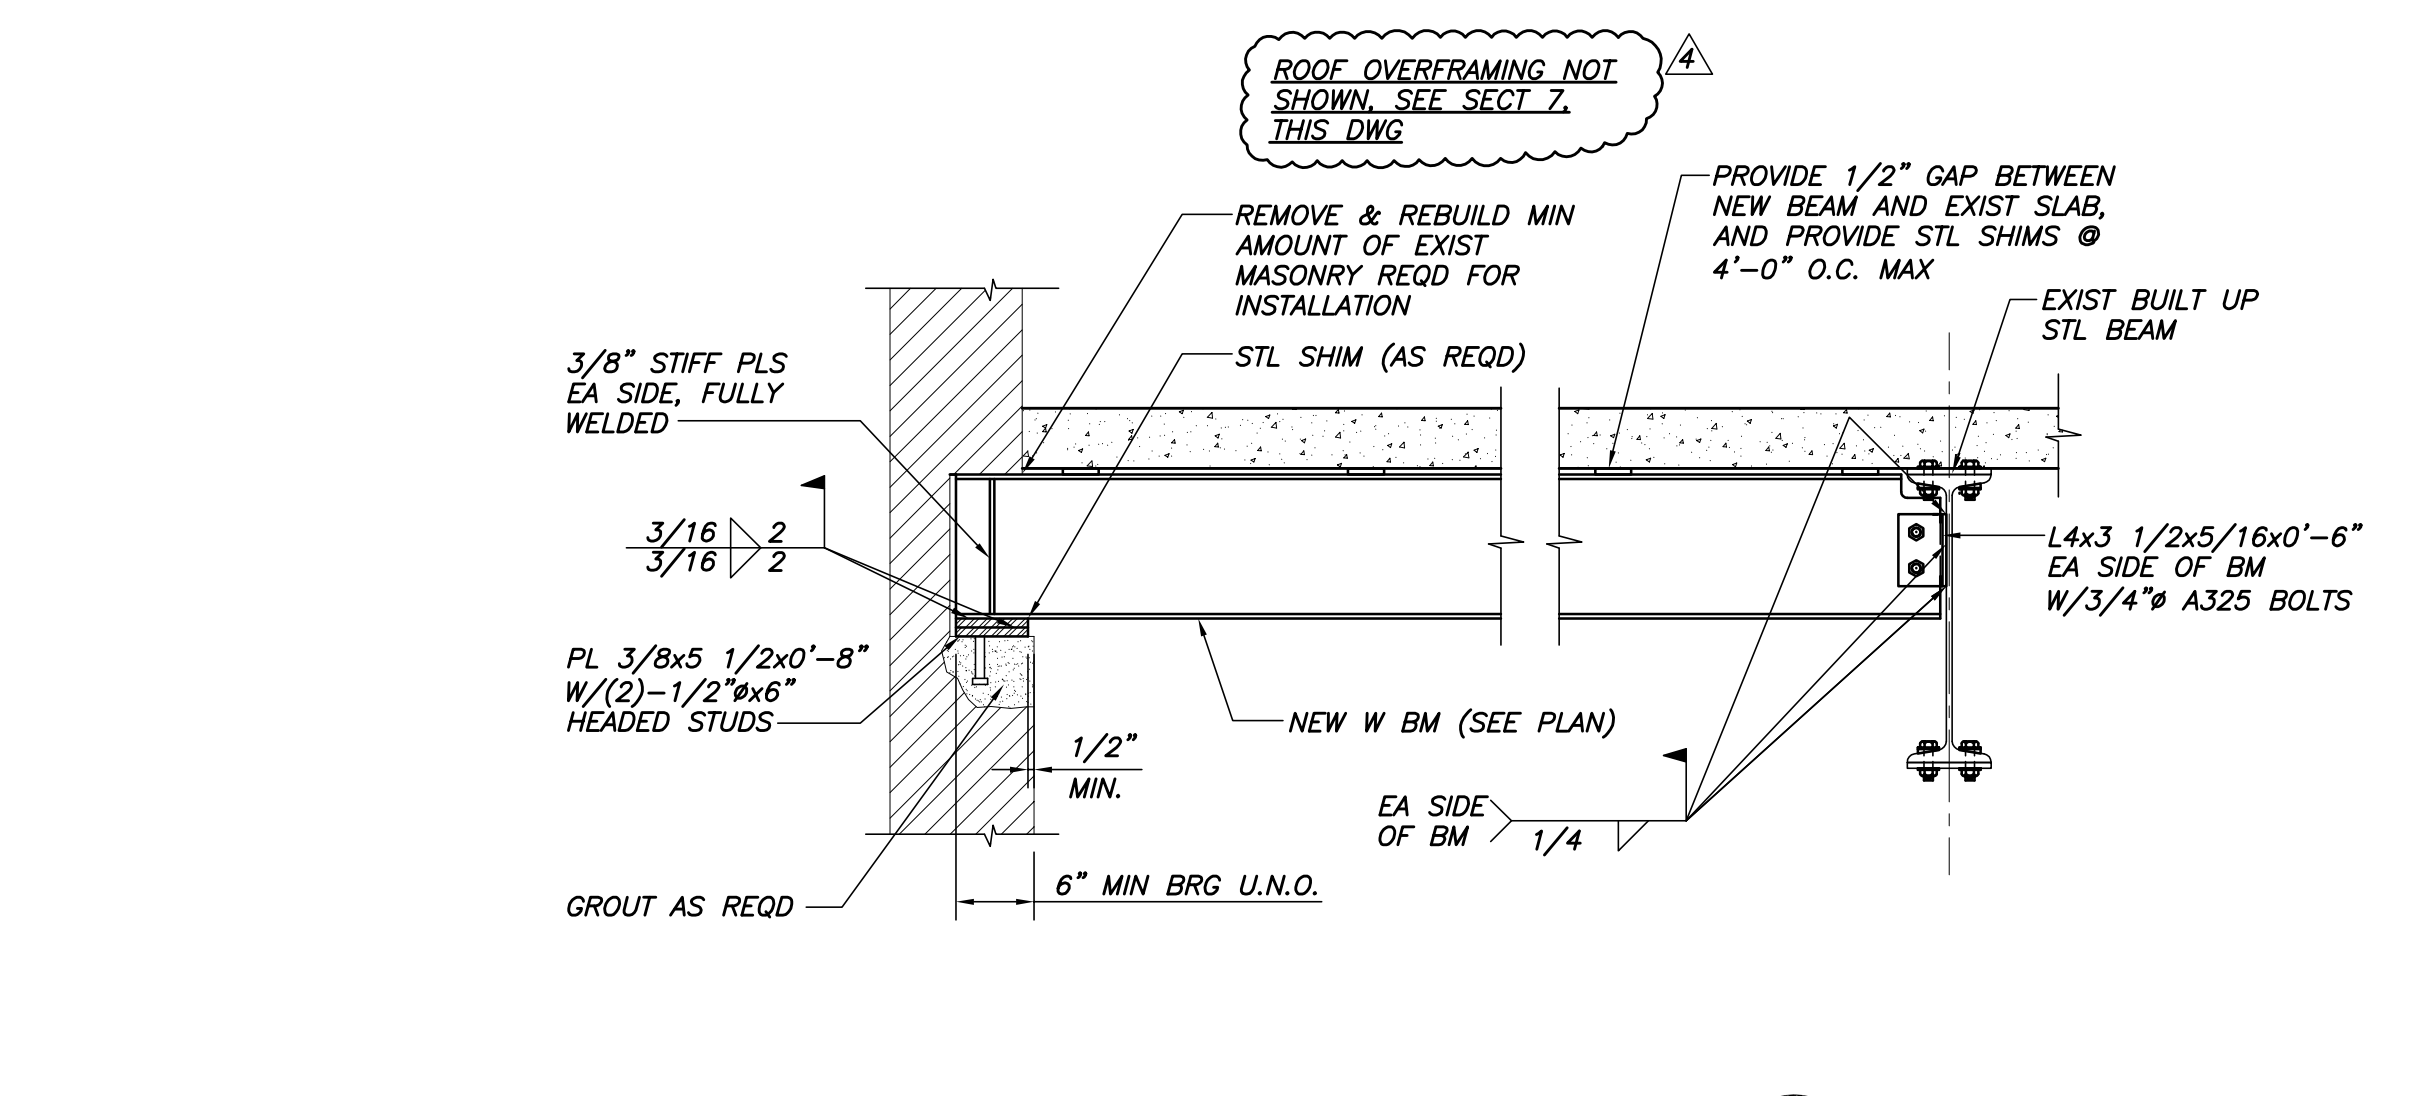 ROOF OVERFRAMING NOT
SHOWN, SEE SECT 7,
THIS DWG
4
PROVIDE 1/2" GAP BETWEEN
NEW BEAM AND EXIST SLAB,
AND PROVIDE STL SHIMS @
4'-0" O.C. MAX
REMOVE & REBUILD MIN
AMOUNT OF EXIST
MASONRY REQD FOR
INSTALLATION
EXIST BUILT UP
STL BEAM
STL SHIM (AS REQD)
3/8" STIFF PLS
EA SIDE, FULLY
WELDED
3/16 2
3/16 2
L4x3 1/2x5/16x0'-6"
EA SIDE OF BM
W/3/4"ø A325 BOLTS
PL 3/8x5 1/2x0'-8"
W/(2)-1/2"øx6"
HEADED STUDS
NEW W BM (SEE PLAN)
1/2"
MIN.
EA SIDE
OF BM
1/4
6" MIN BRG U.N.O.
GROUT AS REQD